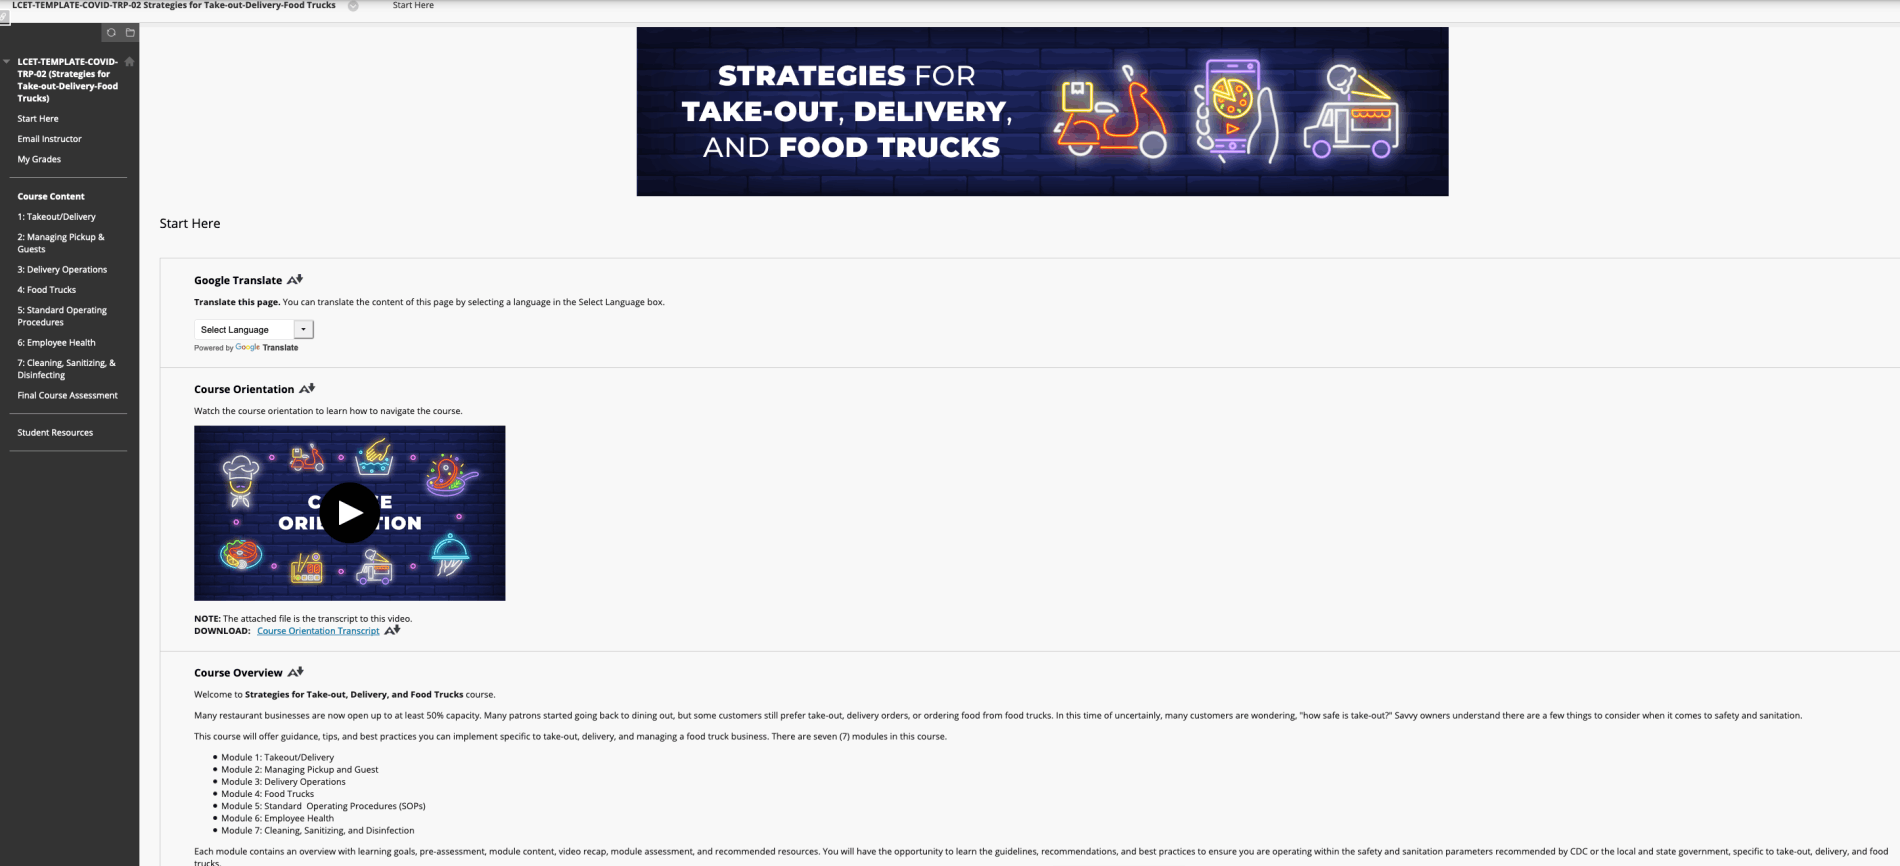 LCET-TEMPLATE-COVID-TRP-02 Strategies for Take-out-Delivery-Food Trucks
Start Here
LCET-TEMPLATE-COVID-
TRP-02 (Strategies for
Take-out-Delivery-Food
Trucks)
Start Here
Email Instructor
My Grades
Course Content
1: Takeout/Delivery
2: Managing Pickup &
Guests
3: Delivery Operations
4: Food Trucks
5: Standard Operating
Procedures
6: Employee Health
7: Cleaning, Sanitizing, &
Disinfecting
Final Course Assessment
Student Resources
STRATEGIES FOR
TAKE-OUT, DELIVERY,
AND FOOD TRUCKS
Start Here
Google Translate
Translate this page. You can translate the content of this page by selecting a language in the Select Language box.
Select Language
Powered by Google Translate
Course Orientation
Watch the course orientation to learn how to navigate the course.
NOTE: The attached file is the transcript to this video.
DOWNLOAD: Course Orientation Transcript
Course Overview
Welcome to Strategies for Take-out, Delivery, and Food Trucks course.
Many restaurant businesses are now open up to at least 50% capacity. Many patrons started going back to dining out, but some customers still prefer take-out, delivery orders, or ordering food from food trucks. In this time of uncertainly, many customers are wondering, "how safe is take-out?" Savvy owners understand there are a few things to consider when it comes to safety and sanitation.
This course will offer guidance, tips, and best practices you can implement specific to take-out, delivery, and managing a food truck business. There are seven (7) modules in this course.
• Module 1: Takeout/Delivery
• Module 2: Managing Pickup and Guest
• Module 3: Delivery Operations
• Module 4: Food Trucks
• Module 5: Standard Operating Procedures (SOPs)
• Module 6: Employee Health
• Module 7: Cleaning, Sanitizing, and Disinfection
Each module contains an overview with learning goals, pre-assessment, module content, video recap, module assessment, and recommended resources. You will have the opportunity to learn the guidelines, recommendations, and best practices to ensure you are operating within the safety and sanitation parameters recommended by CDC or the local and state government, specific to take-out, delivery, and food
trucks.